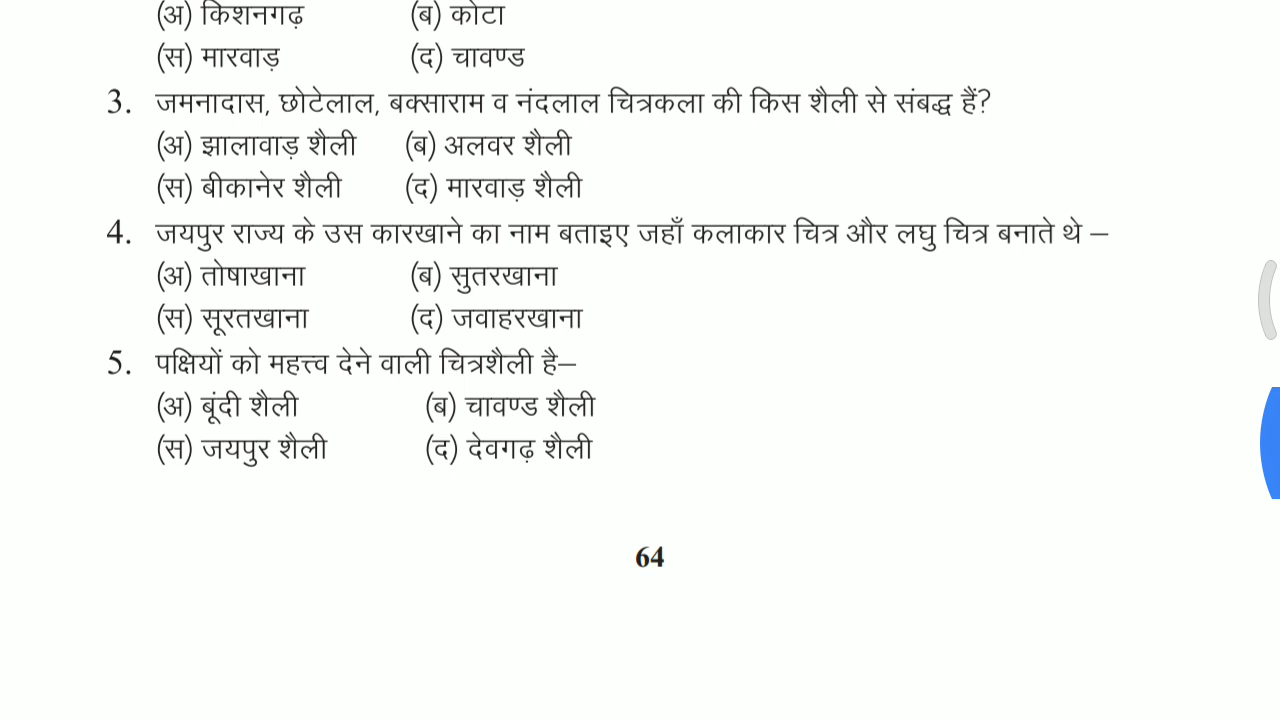 (अ) किशनगढ़ (ब) कोटा
(स) मारवाड़ (द) चावण्ड
3. जमनादास, छोटेलाल, बक्साराम व नंदलाल चित्रकला की किस शैली से संबद्ध हैं?
(अ) झालावाड़ शैली (ब) अलवर शैली
(स) बीकानेर शैली (द) मारवाड़ शैली
4. जयपुर राज्य के उस कारखाने का नाम बताइए जहाँ कलाकार चित्र और लघु चित्र बनाते थे –
(अ) तोषाखाना (ब) सुतरखाना
(स) सूरतखाना (द) जवाहरखाना
5. पक्षियों को महत्त्व देने वाली चित्रशैली है–
(अ) बूंदी शैली (ब) चावण्ड शैली
(स) जयपुर शैली (द) देवगढ़ शैली
64